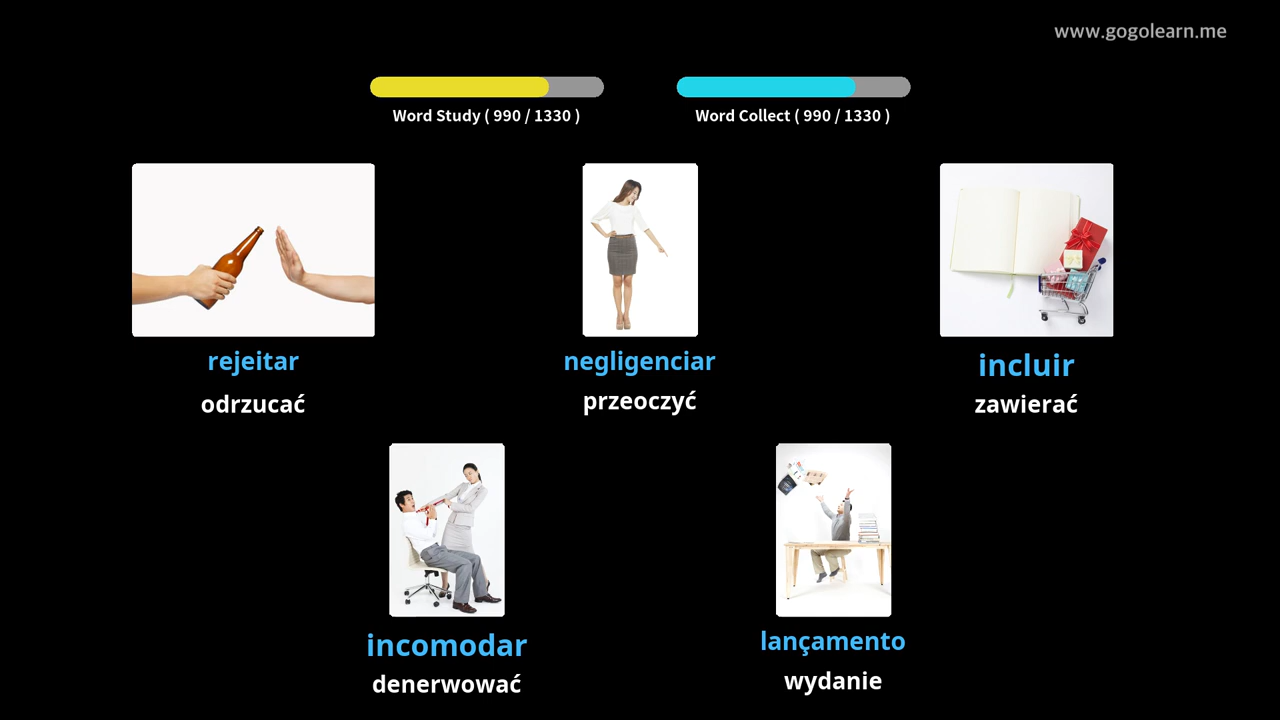 www.gogolearn.me
Word Study ( 990 / 1330 )
Word Collect ( 990 / 1330 )
rejeitar
odrzucać
negligenciar
przeoczyć
incluir
zawierać
incomodar
denerwować
lançamento
wydanie